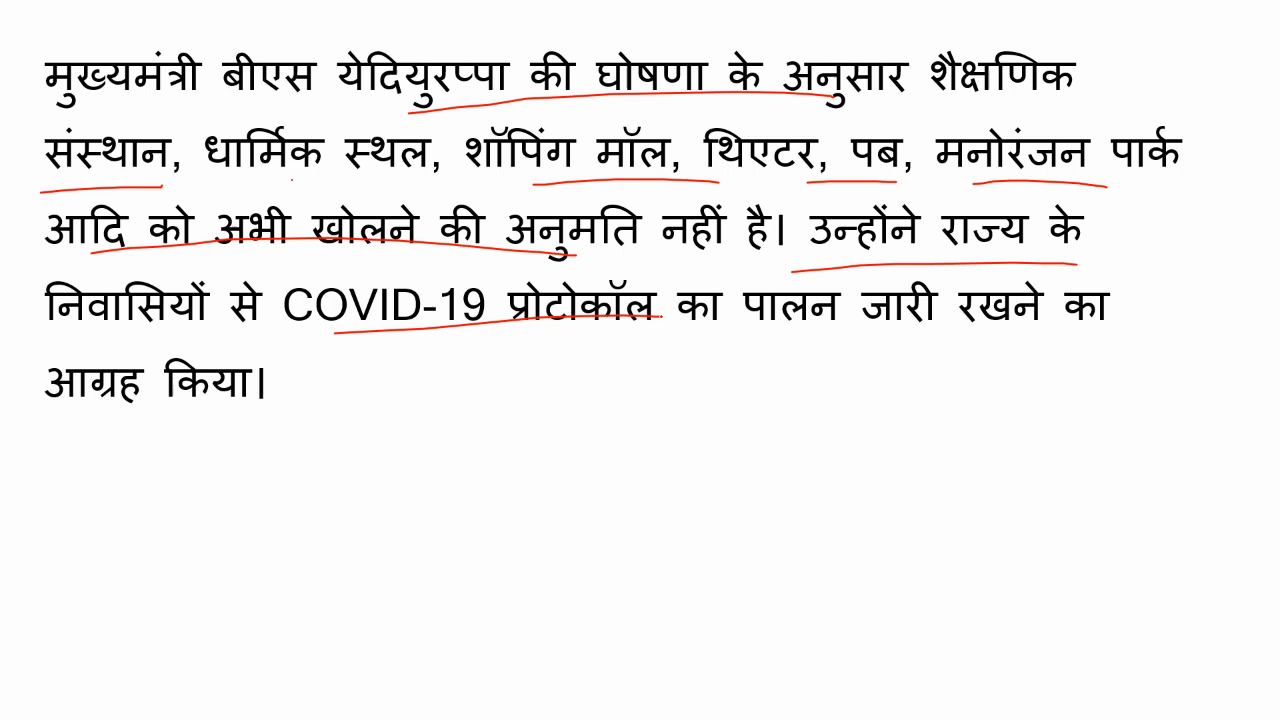 मुख्यमंत्री बीएस येदियुरप्पा की घोषणा के अनुसार शैक्षणिक
संस्थान, धार्मिक स्थल, शॉपिंग मॉल, थिएटर, पब, मनोरंजन पार्क
आदि को अभी खोलने की अनुमति नहीं है। उन्होंने राज्य के
निवासियों से COVID-19 प्रोटोकॉल का पालन जारी रखने का
आग्रह किया।